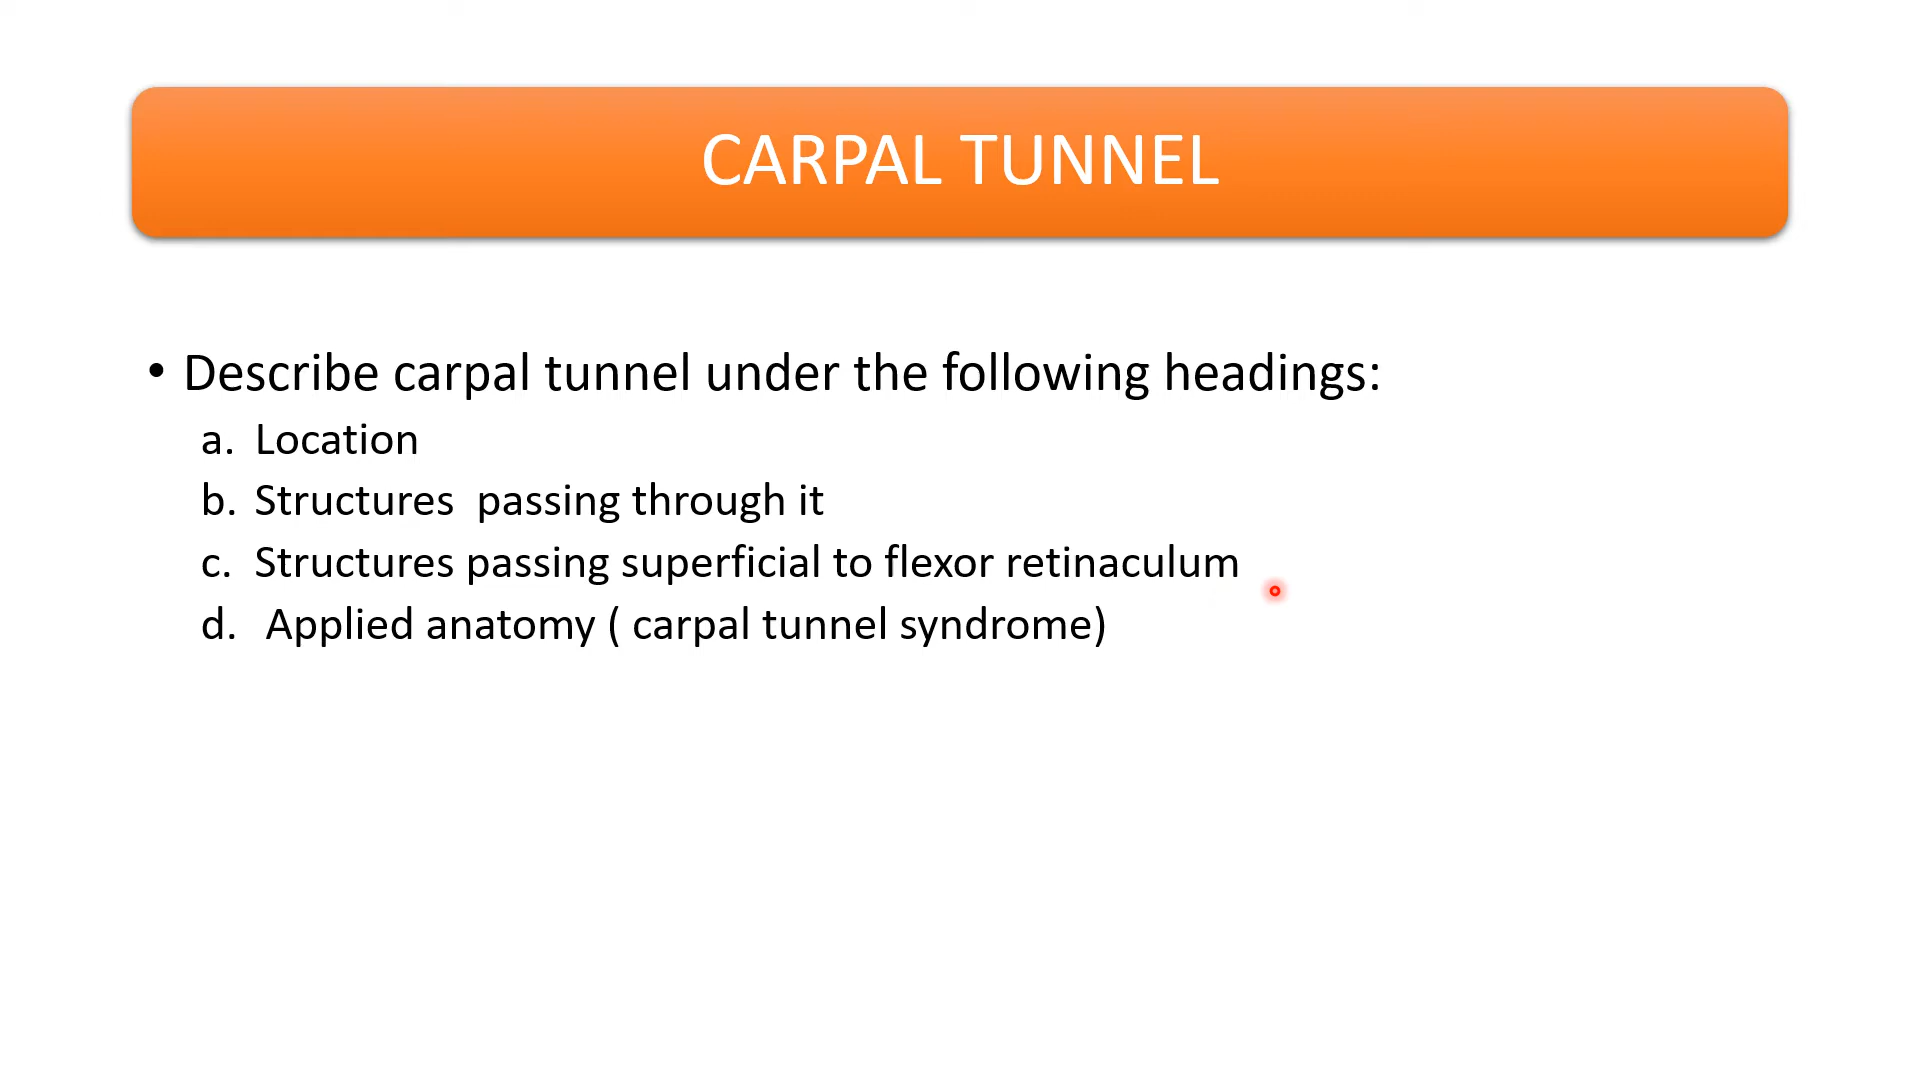 CARPAL TUNNEL
• Describe carpal tunnel under the following headings:
a. Location
b. Structures  passing through it
c. Structures passing superficial to flexor retinaculum
d.  Applied anatomy ( carpal tunnel syndrome)